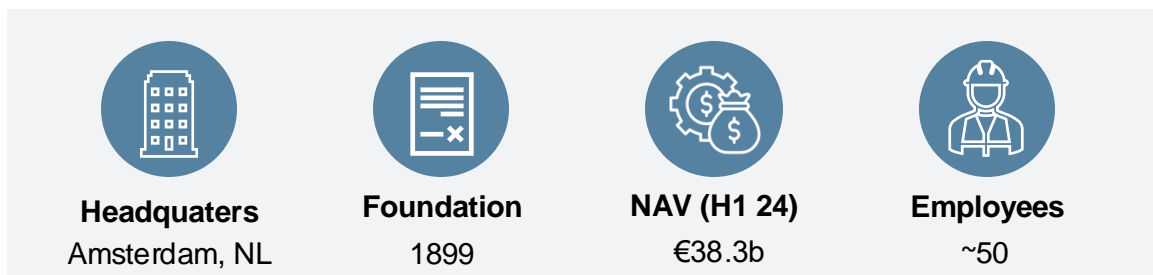 $
$
Headquaters
Foundation
NAV (H1 24)
Employees
Amsterdam, NL
1899
€38.3b
~50